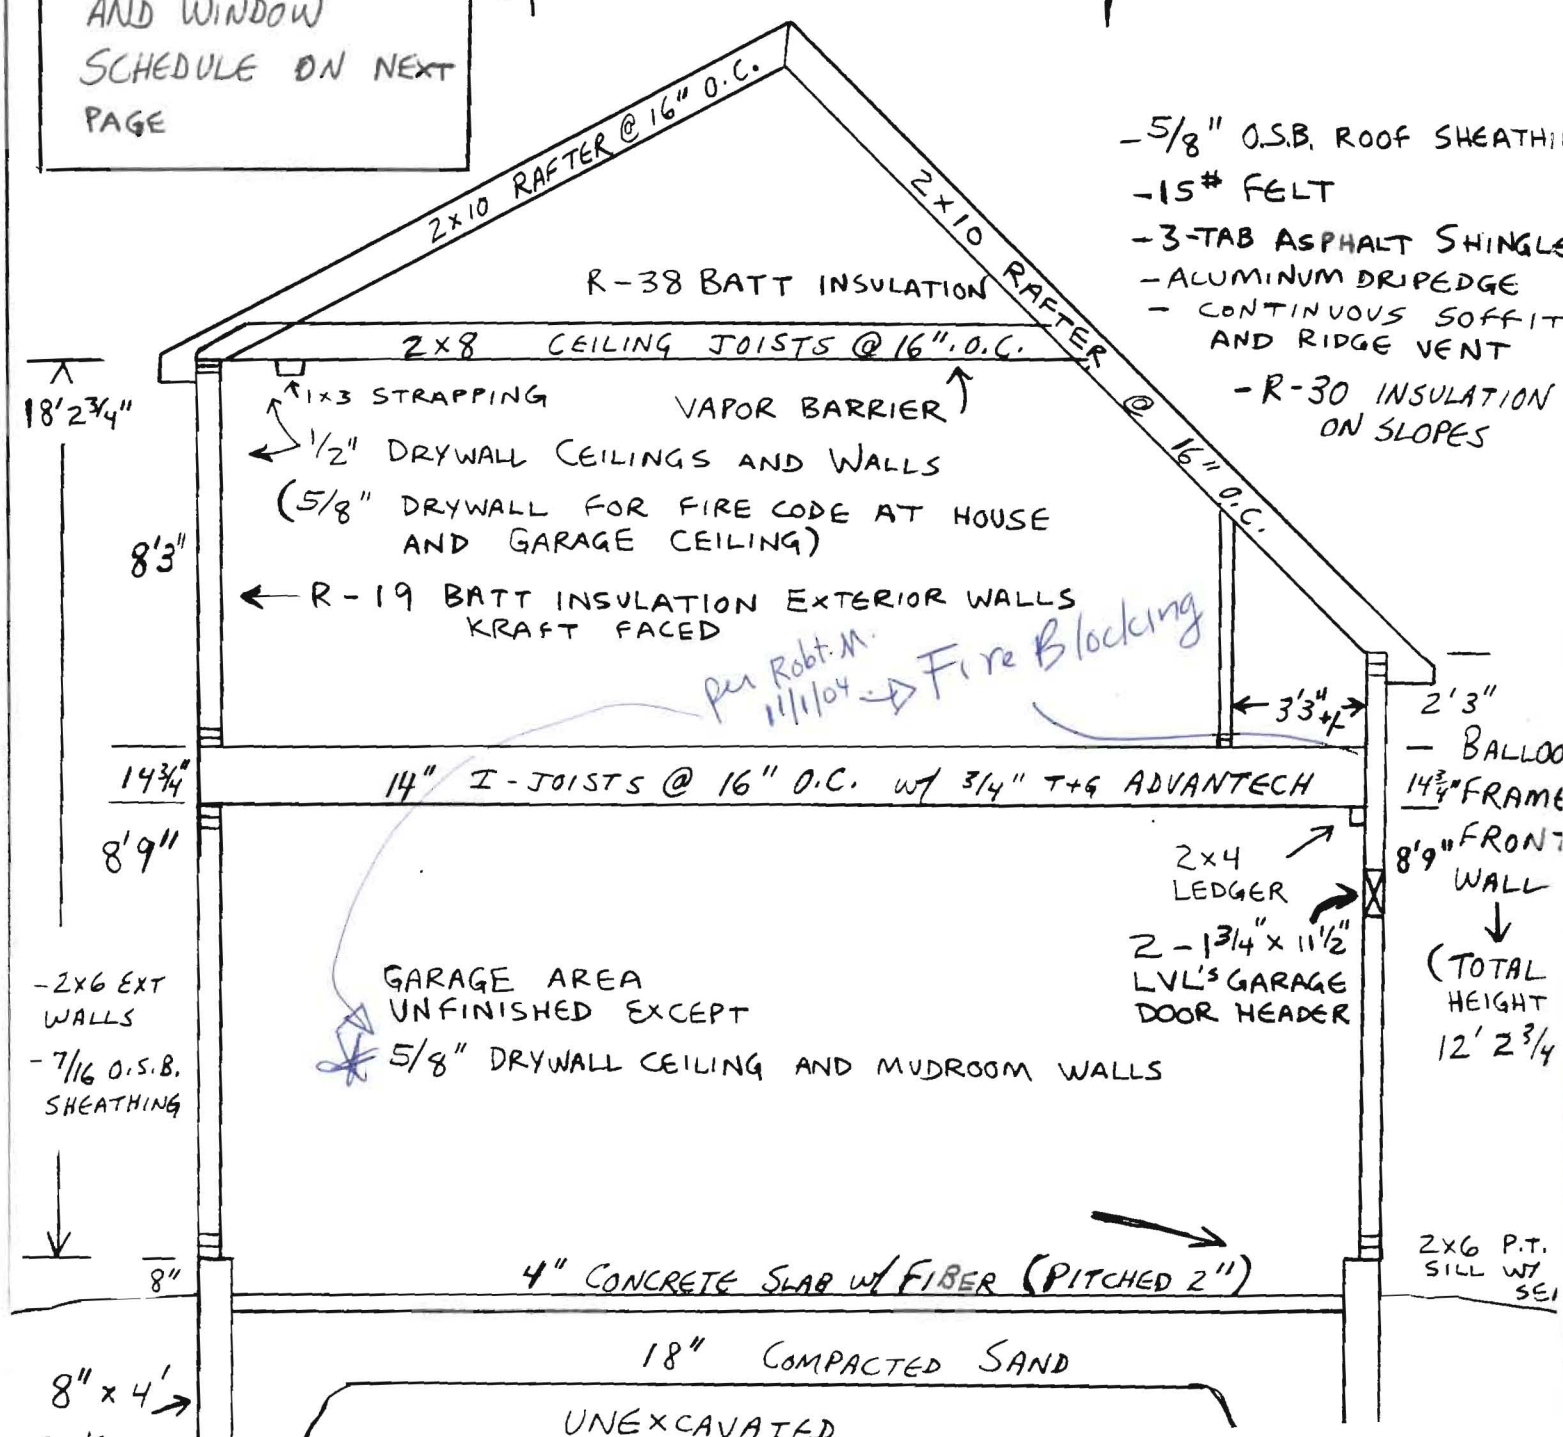 AND WINDOW
SCHEDULE ON NEXT
PAGE
2x10 RAFTER @ 16" O.C.
2x10 RAFTER @ 16" O.C.
-5/8" O.S.B. ROOF
-15# FELT
-3-TAB ASPHALT
-ALUMINUM DRIPEDGE
- CONTINUOUS SOFFIT
AND RIDGE VENT
-R-30 INSULATION
ON SLOPES
R-38 BATT INSULATION
2x8 CEILING JOISTS @ 16" O.C.
1x3 STRAPPING
VAPOR BARRIER
1/2" DRYWALL CEILINGS AND WALLS
(5/8" DRYWALL FOR FIRE CODE AT HOUSE
AND GARAGE CEILING)
R-19 BATT INSULATION EXTERIOR WALLS
KRAFT FACED
per Robt. M.
11/1/04 Fire Blocking
18' 2 3/4"
8'3"
14 3/4"
8'9"
3'3" +/-
2'3"
14" I-JOISTS @ 16" O.C. w/ 3/4" T+G ADVANTECH
14 3/4"
FRONT
8'9"
WALL
(TOTAL
HEIGHT
12' 2 3/4
2x4
LEDGER
2 - 1 3/4" x 11 1/2"
LVL'S GARAGE
DOOR HEADER
-2x6 EXT
WALLS
-7/16 O.S.B.
SHEATHING
GARAGE AREA
UNFINISHED EXCEPT
5/8" DRYWALL CEILING AND MUDROOM WALLS
8"
4" CONCRETE SLAB w/ FIBER (PITCHED 2")
2x6 P.T.
SILL w/
18" COMPACTED SAND
8" x 4'
UNEXCAVATED